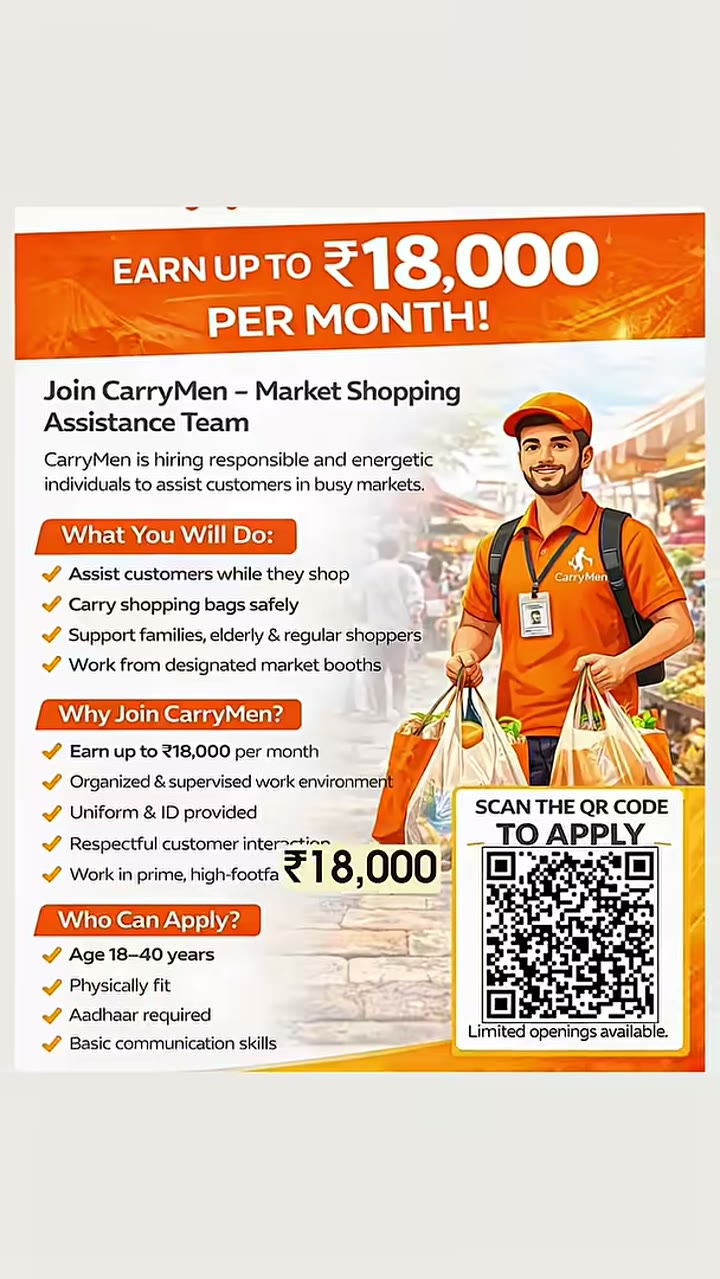 EARN UP TO ₹18,000
PER MONTH!
Join CarryMen – Market Shopping
Assistance Team
CarryMen is hiring responsible and energetic
individuals to assist customers in busy markets.
What You Will Do:
Assist customers while they shop
Carry shopping bags safely
Support families, elderly & regular shoppers
Work from designated market booths
Why Join CarryMen?
Earn up to ₹18,000 per month
Organized & supervised work environment
Uniform & ID provided
Respectful customer interaction
Work in prime, high-footfa
₹18,000
Who Can Apply?
Age 18–40 years
Physically fit
Aadhaar required
Basic communication skills
CarryMen
SCAN THE QR CODE
TO APPLY
Limited openings available.